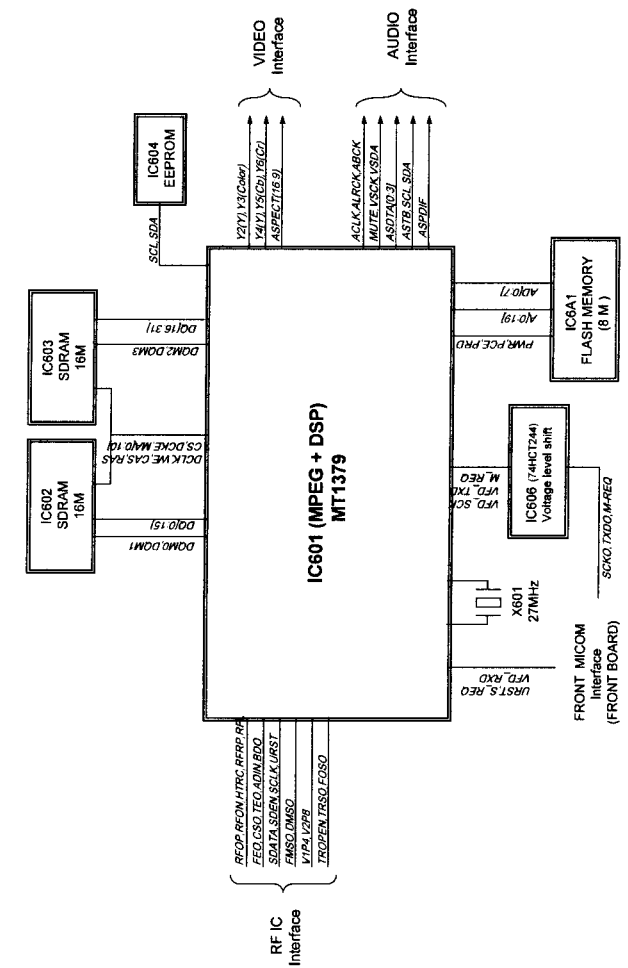 VIDEO
Interface
AUDIO
Interface
IC604
EEPROM
SCL,SDA
Y2(Y),Y3(Color)
Y4(Y),Y5(Cb),Y6(Cr)
ASPECT(16:9)
ACLK,ALRCK,ABCK
MUTE,VSCK,VSDA
ASDTA[0:3]
ASTB,SCL,SDA
ASPDIF
IC603
SDRAM
16M
DQ[16:31]
DQM2,DQM3
IC602
SDRAM
16M
DCLK,WE,CAS,RAS
CS,DCKE,MA[0:10]
DQ[0:15]
DQM0,DQM1
IC601 (MPEG + DSP)
MT1379
AD[0:7]
A[0:19]
PWR,PCE,PRD
IC6A1
FLASH MEMORY
(8 M)
VFD_SCK
VFD_TXD
M_REQ
IC606 (74HCT244)
Voltage level shift
SCKO,TXDO,M-REQ
X601
27MHz
URST,S_REQ
VFD_RXD
FRONT MICOM
Interface
(FRONT BOARD)
RFOP,RFON,HTRC,RFRP,RF
FEO,CSO,TEO,ADIN,BDO
SDATA,SDEN,SCLK,URST
FMSO,DMSO
V1P4,V2P8
TROPEN,TRSO,FOSO
RF IC
Interface